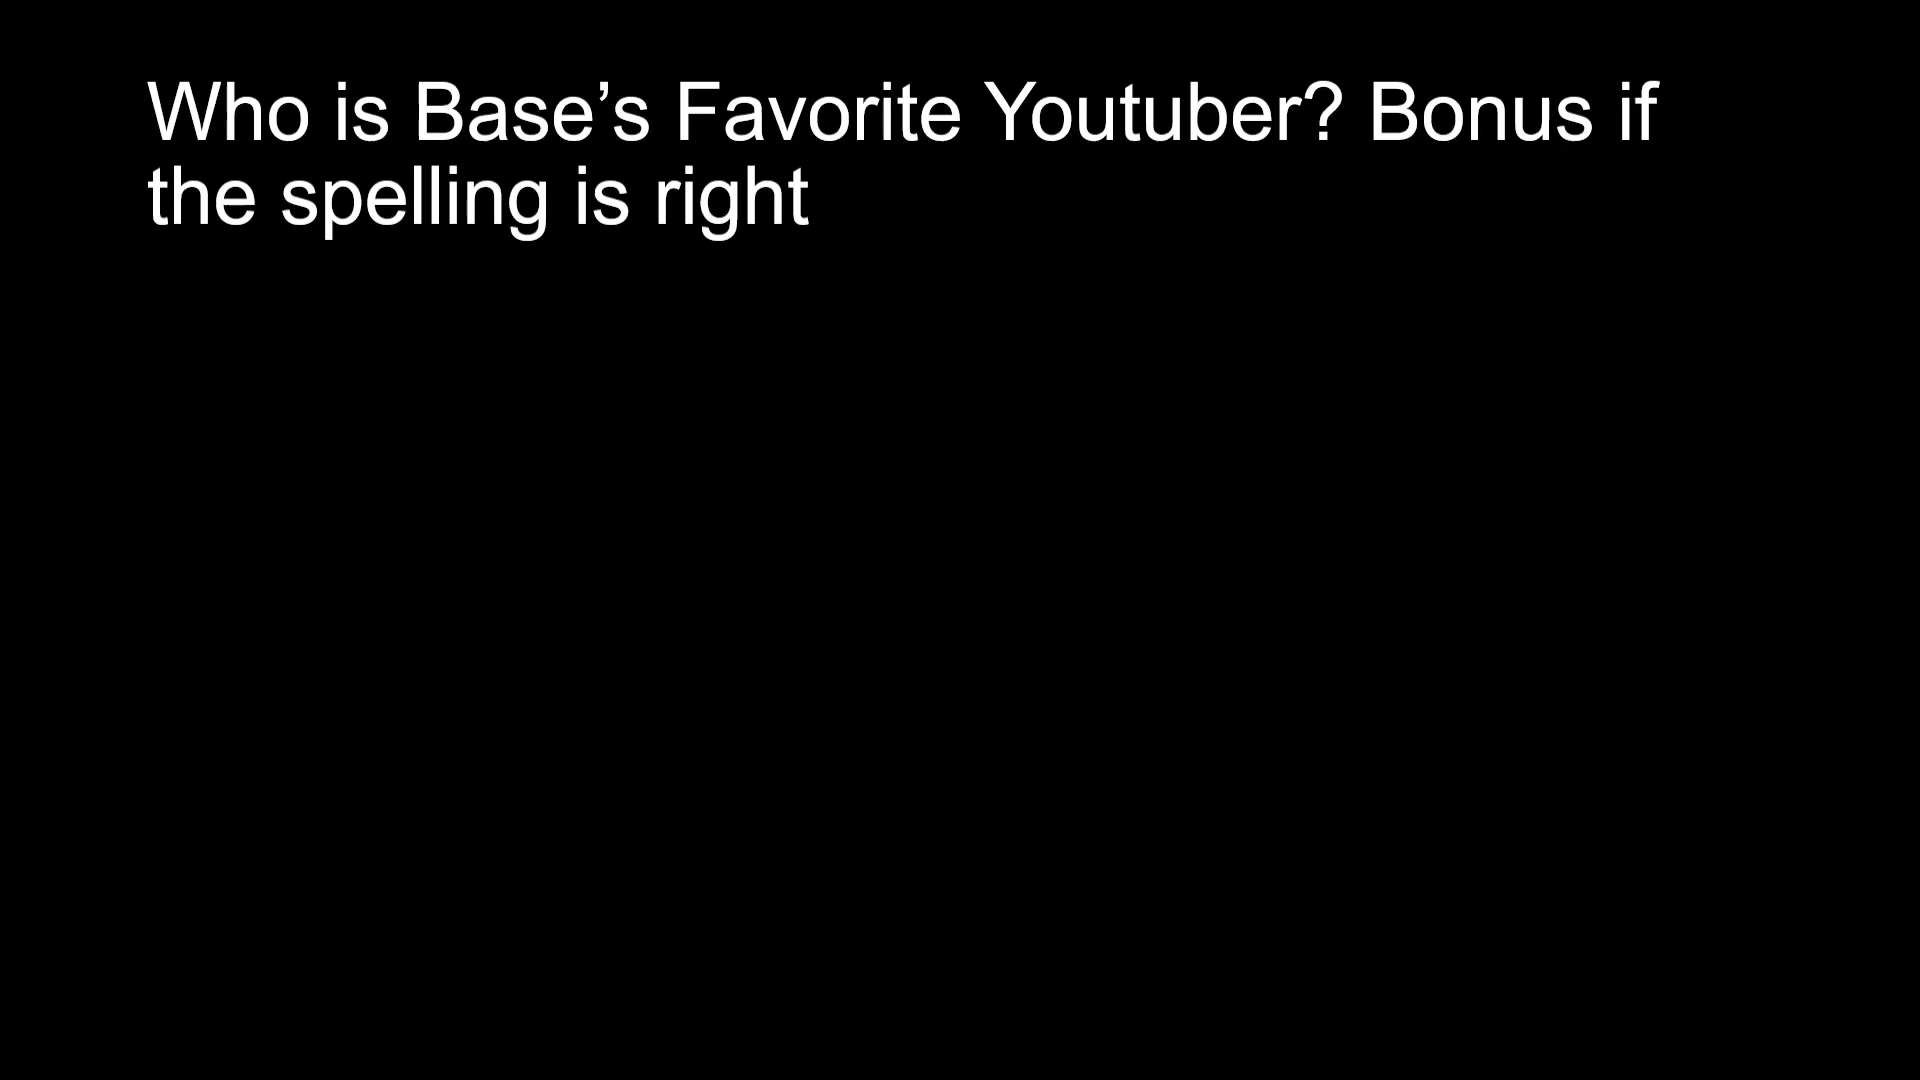 Who is Base’s Favorite Youtuber? Bonus if
the spelling is right